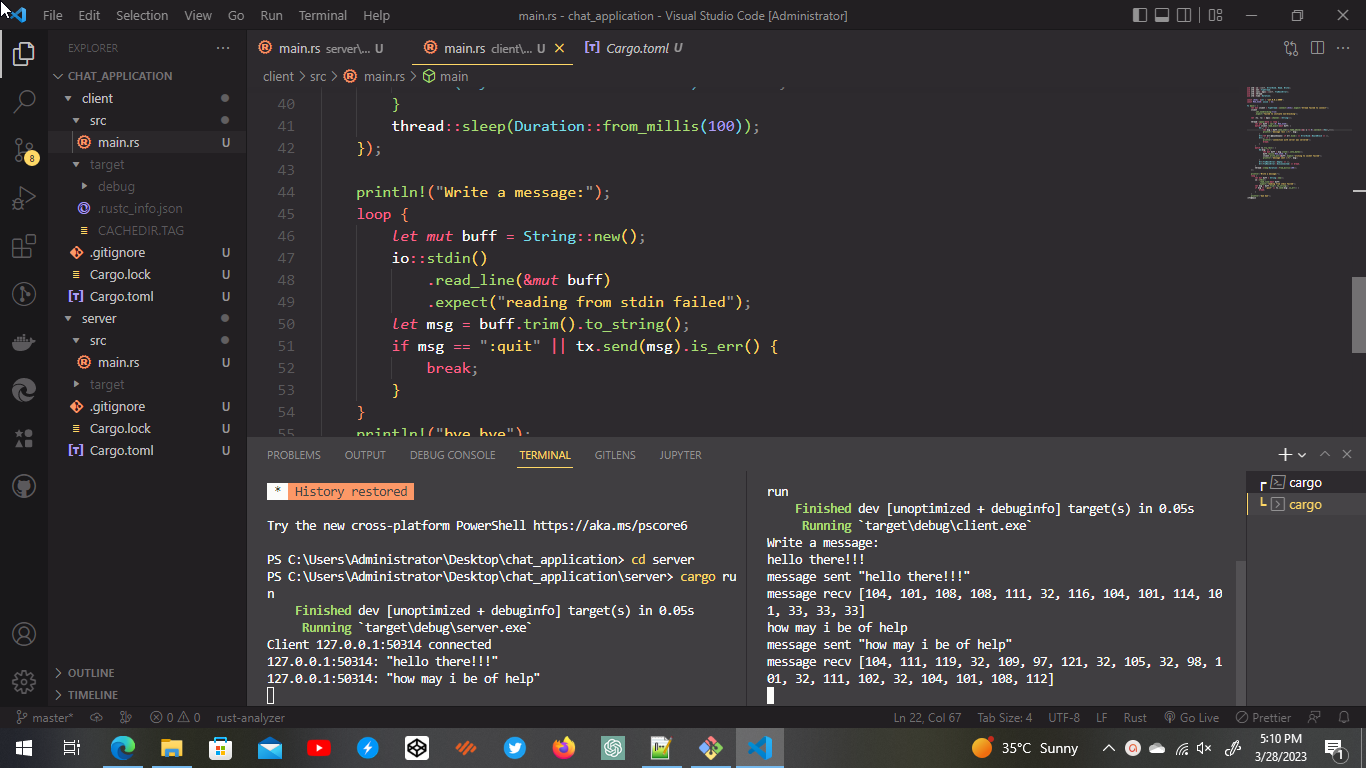 File Edit Selection View Go Run Terminal Help main.rs - chat_application - Visual Studio Code [Administrator]
EXPLORER
main.rs server\... U main.rs client\... U Cargo.toml U
CHAT_APPLICATION
client > src > main.rs > main
client
src
main.rs U
target
debug
.rustc_info.json
CACHEDIR.TAG
.gitignore U
Cargo.lock U
Cargo.toml U
server
src
main.rs U
target
.gitignore U
Cargo.lock U
Cargo.toml U
OUTLINE
TIMELINE
8
40 }
41 thread::sleep(Duration::from_millis(100));
42 });
43
44 println!("Write a message:");
45 loop {
46 let mut buff = String::new();
47 io::stdin()
48 .read_line(&mut buff)
49 .expect("reading from stdin failed");
50 let msg = buff.trim().to_string();
51 if msg == ":quit" || tx.send(msg).is_err() {
52 break;
53 }
54 }
55 println!("bye bye");
PROBLEMS OUTPUT DEBUG CONSOLE TERMINAL GITLENS JUPYTER
* History restored
Try the new cross-platform PowerShell https://aka.ms/pscore6
PS C:\Users\Administrator\Desktop\chat_application> cd server
PS C:\Users\Administrator\Desktop\chat_application\server> cargo ru
n
Finished dev [unoptimized + debuginfo] target(s) in 0.05s
Running `target\debug\server.exe`
Client 127.0.0.1:50314 connected
127.0.0.1:50314: "hello there!!!"
127.0.0.1:50314: "how may i be of help"
run
Finished dev [unoptimized + debuginfo] target(s) in 0.05s
Running `target\debug\client.exe`
Write a message:
hello there!!!
message sent "hello there!!!"
message recv [104, 101, 108, 108, 111, 32, 116, 104, 101, 114, 10
1, 33, 33, 33]
how may i be of help
message sent "how may i be of help"
message recv [104, 111, 119, 32, 109, 97, 121, 32, 105, 32, 98, 1
01, 32, 111, 102, 32, 104, 101, 108, 112]
cargo
cargo
master* 0 0 rust-analyzer Ln 22, Col 67 Tab Size: 4 UTF-8 LF Rust Go Live Prettier
35°C Sunny
5:10 PM
3/28/2023
1